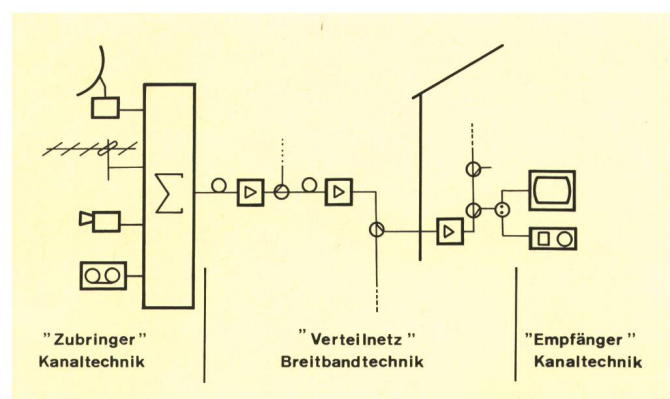 "Zubringer"
Kanaltechnik
"Verteilnetz"
Breitbandtechnik
"Empfänger"
Kanaltechnik